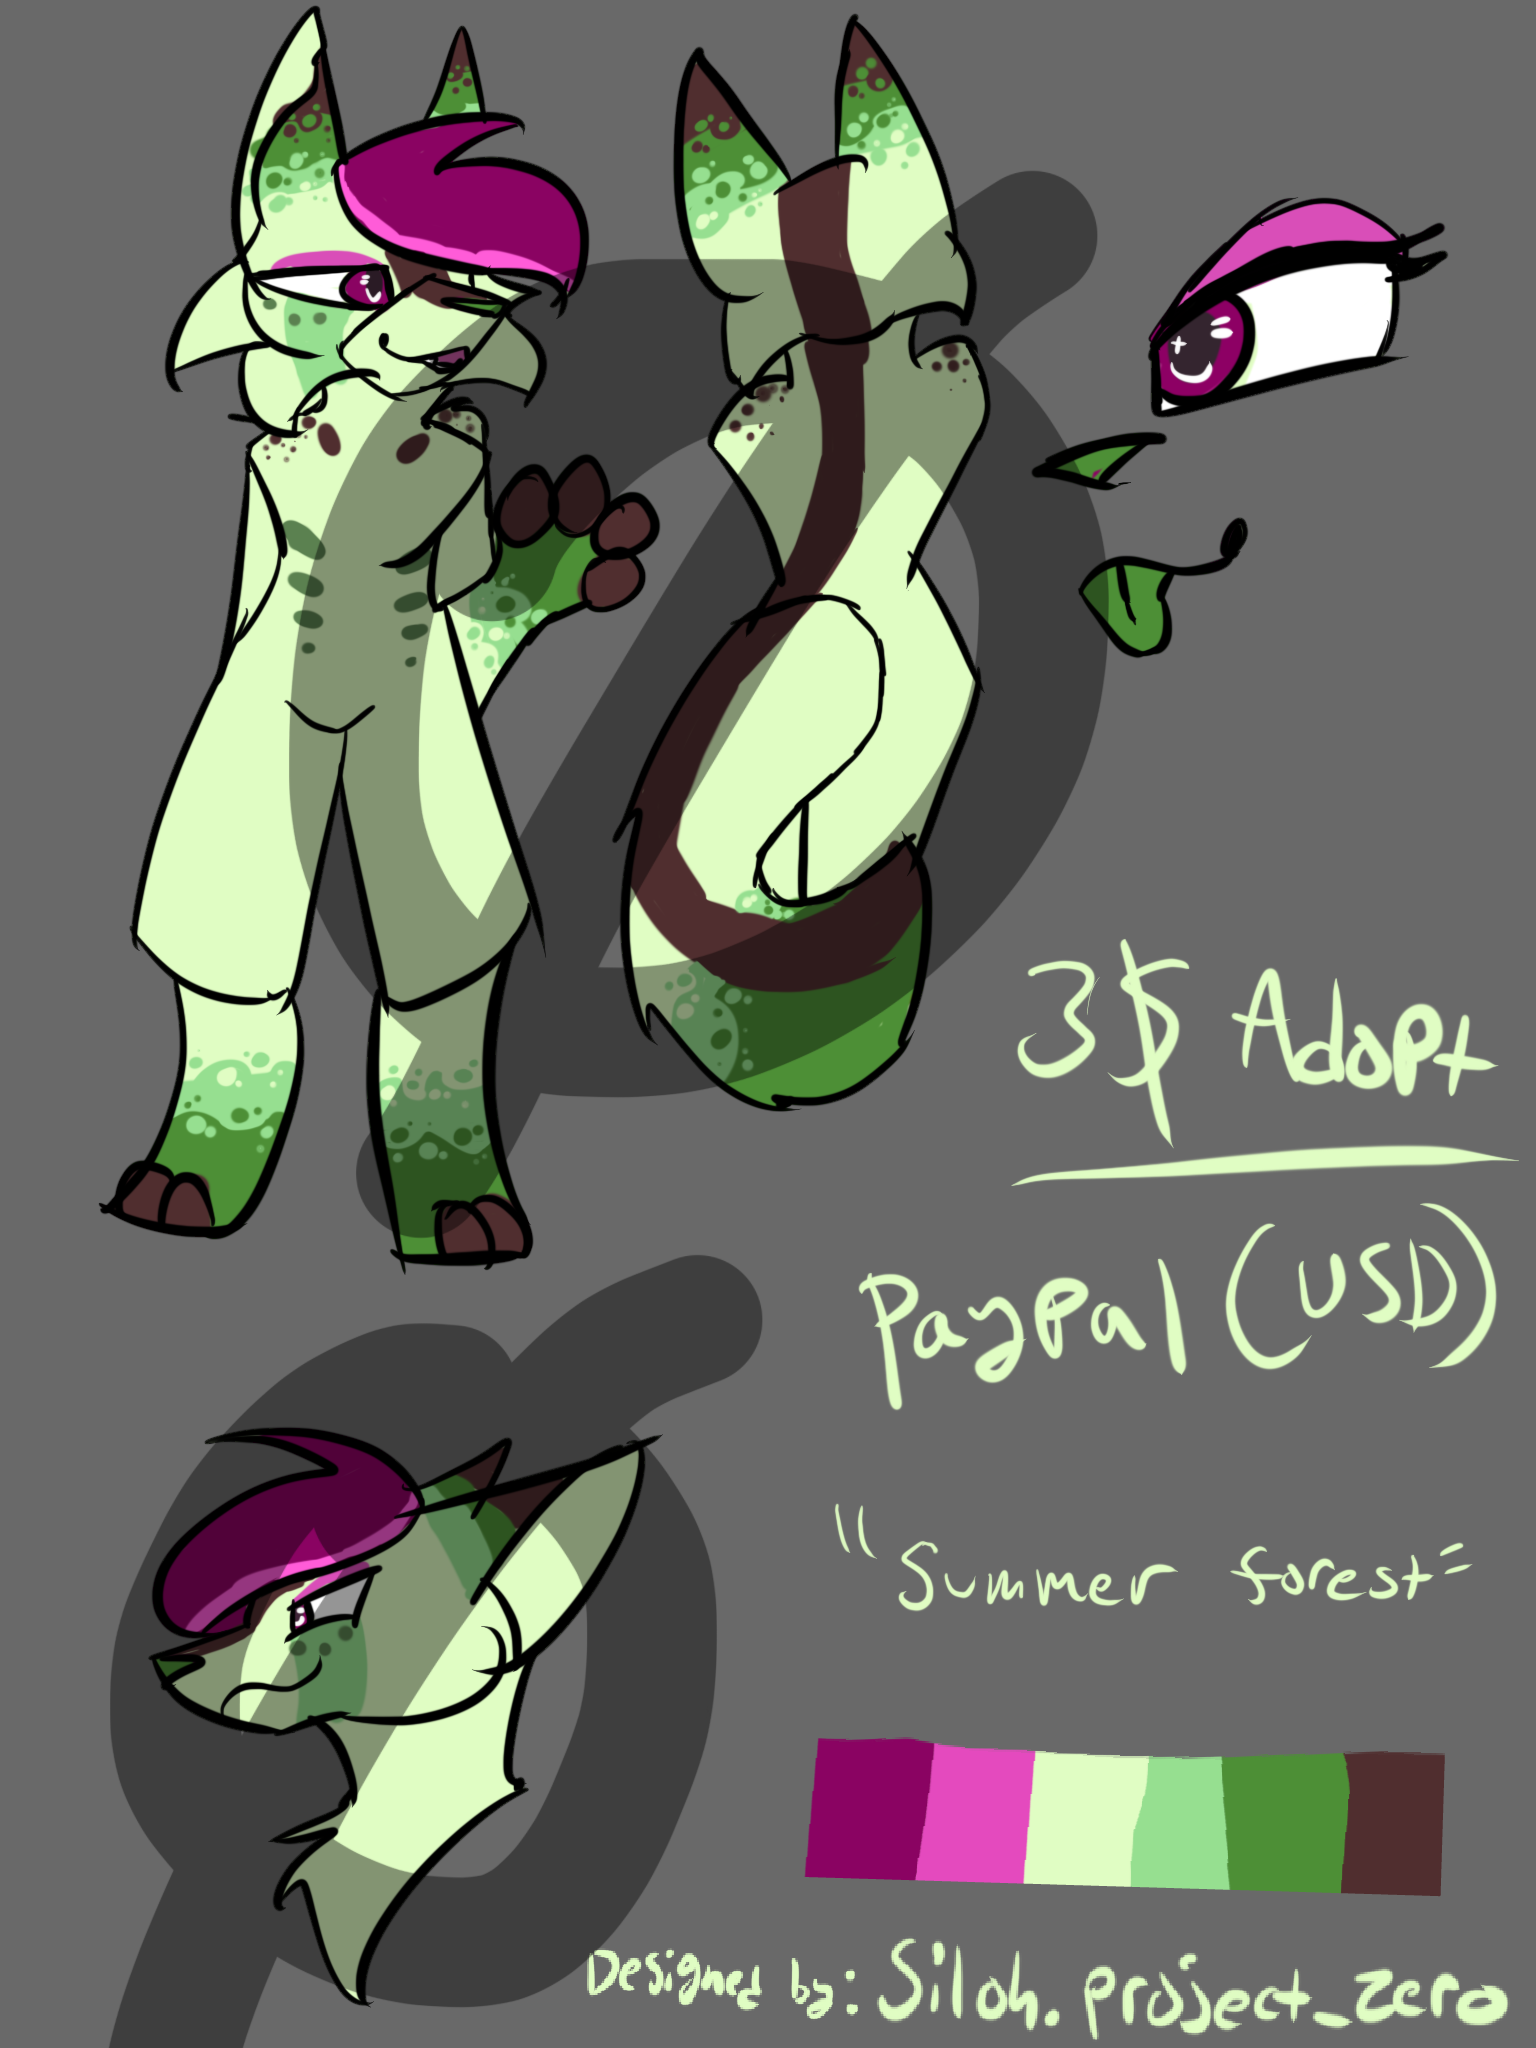 3$ Adopt
Paypal (USD)
"Summer forest"
Designed by: Siloh.project_zero